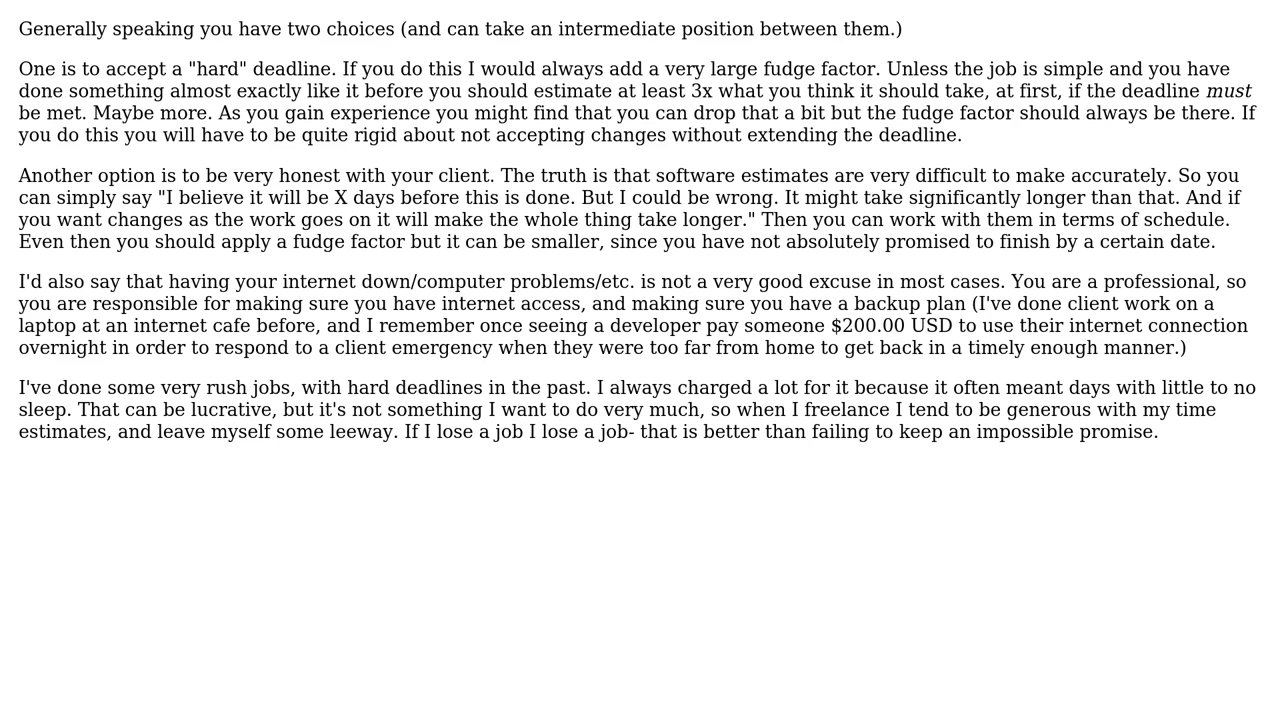 Generally speaking you have two choices (and can take an intermediate position between them.)
One is to accept a "hard" deadline. If you do this I would always add a very large fudge factor. Unless the job is simple and you have
done something almost exactly like it before you should estimate at least 3x what you think it should take, at first, if the deadline must
be met. Maybe more. As you gain experience you might find that you can drop that a bit but the fudge factor should always be there. If
you do this you will have to be quite rigid about not accepting changes without extending the deadline.
Another option is to be very honest with your client. The truth is that software estimates are very difficult to make accurately. So you
can simply say "I believe it will be X days before this is done. But I could be wrong. It might take significantly longer than that. And if
you want changes as the work goes on it will make the whole thing take longer." Then you can work with them in terms of schedule.
Even then you should apply a fudge factor but it can be smaller, since you have not absolutely promised to finish by a certain date.
I'd also say that having your internet down/computer problems/etc. is not a very good excuse in most cases. You are a professional, so
you are responsible for making sure you have internet access, and making sure you have a backup plan (I've done client work on a
laptop at an internet cafe before, and I remember once seeing a developer pay someone $200.00 USD to use their internet connection
overnight in order to respond to a client emergency when they were too far from home to get back in a timely enough manner.)
I've done some very rush jobs, with hard deadlines in the past. I always charged a lot for it because it often meant days with little to no
sleep. That can be lucrative, but it's not something I want to do very much, so when I freelance I tend to be generous with my time
estimates, and leave myself some leeway. If I lose a job I lose a job- that is better than failing to keep an impossible promise.